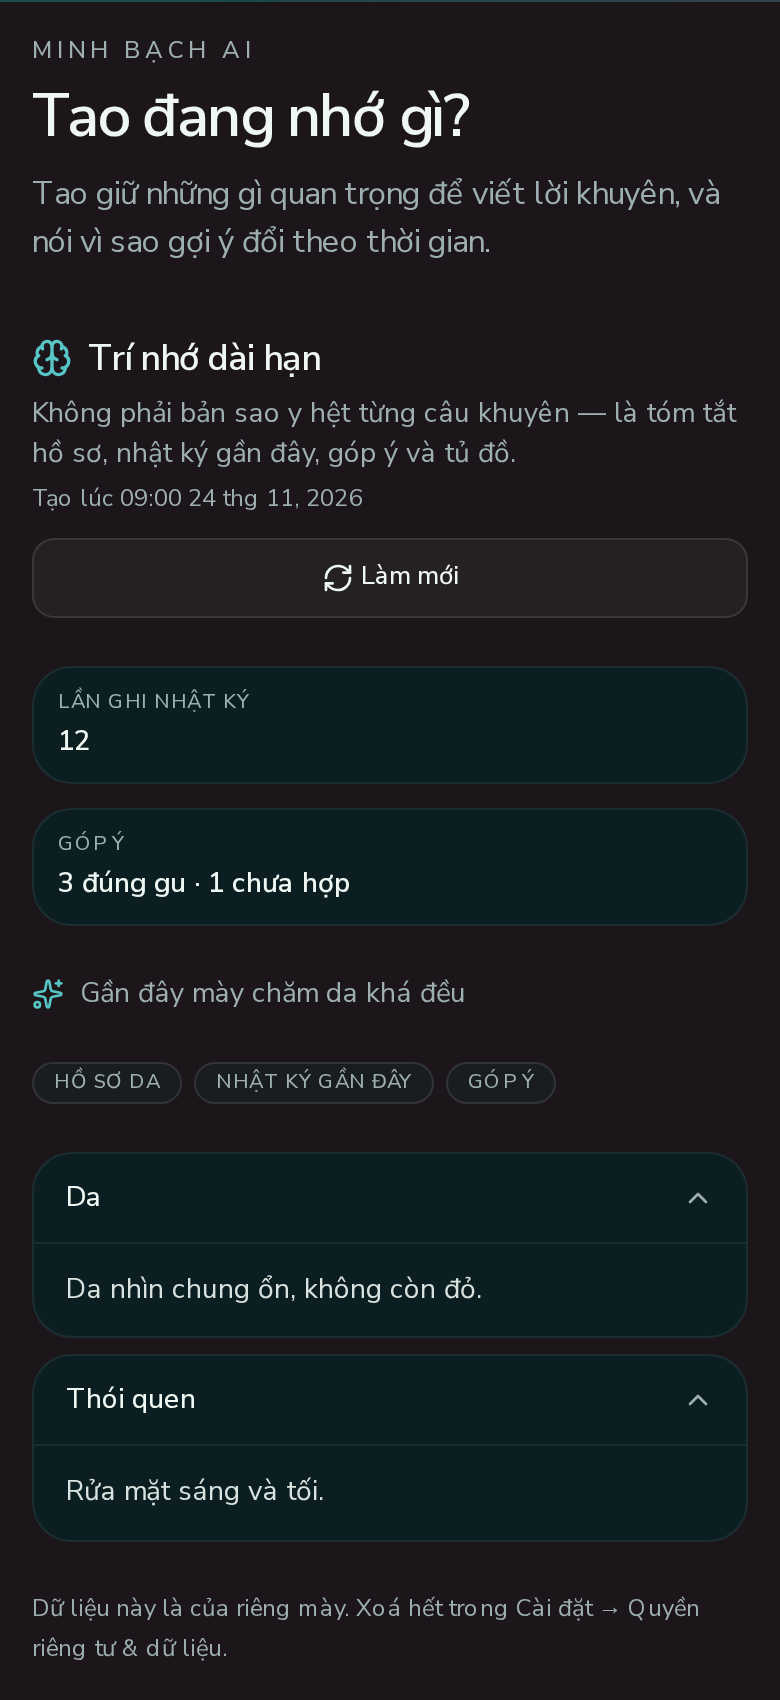 MINH BẠCH AI
Tao đang nhớ gì?
Tao giữ những gì quan trọng để viết lời khuyên, và
nói vì sao gợi ý đổi theo thời gian.
Trí nhớ dài hạn
Không phải bản sao y hệt từng câu khuyên — là tóm tắt
hồ sơ, nhật ký gần đây, góp ý và tủ đồ.
Tạo lúc 09:00 24 thg 11, 2026
Làm mới
LẦN GHI NHẬT KÝ
12
GÓP Ý
3 đúng gu · 1 chưa hợp
Gần đây mày chăm da khá đều
HỒ SƠ DA
NHẬT KÝ GẦN ĐÂY
GÓP Ý
Da
Da nhìn chung ổn, không còn đỏ.
Thói quen
Rửa mặt sáng và tối.
Dữ liệu này là của riêng mày. Xoá hết trong Cài đặt → Quyền
riêng tư & dữ liệu.